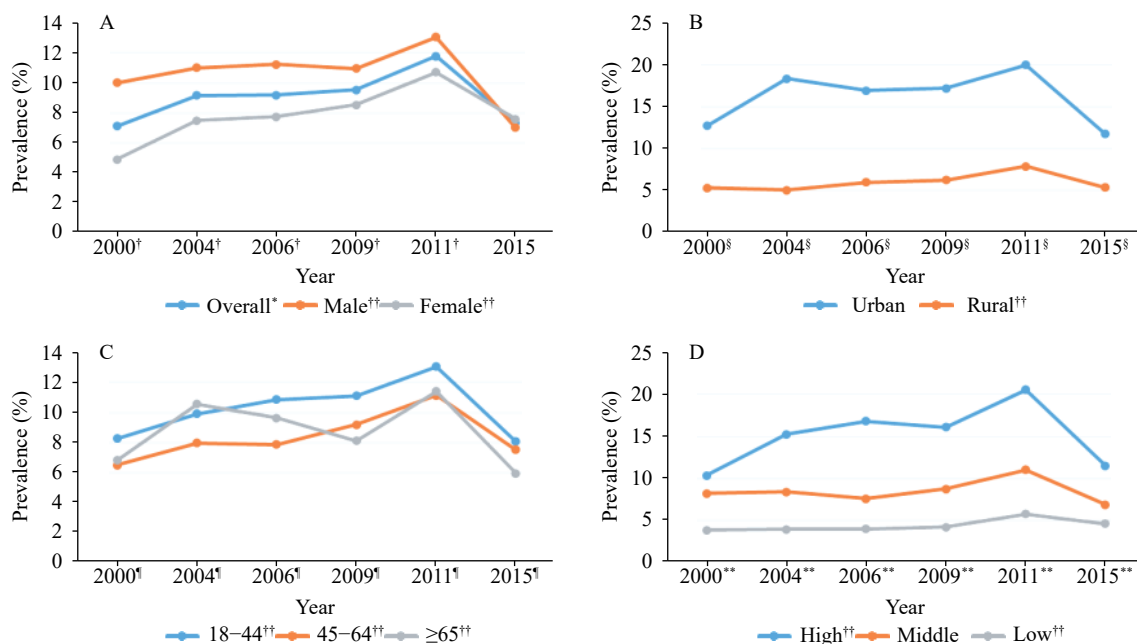 A
Prevalence (%)
14
12
10
8
6
4
2
0
2000† 2004† 2006† 2009† 2011† 2015
Year
Overall* Male†† Female††
B
Prevalence (%)
25
20
15
10
5
0
2000§ 2004§ 2006§ 2009§ 2011§ 2015§
Year
Urban Rural††
C
Prevalence (%)
14
12
10
8
6
4
2
0
2000¶ 2004¶ 2006¶ 2009¶ 2011¶ 2015¶
Year
18−44†† 45−64†† ≥65††
D
Prevalence (%)
25
20
15
10
5
0
2000** 2004** 2006** 2009** 2011** 2015**
Year
High†† Middle Low††